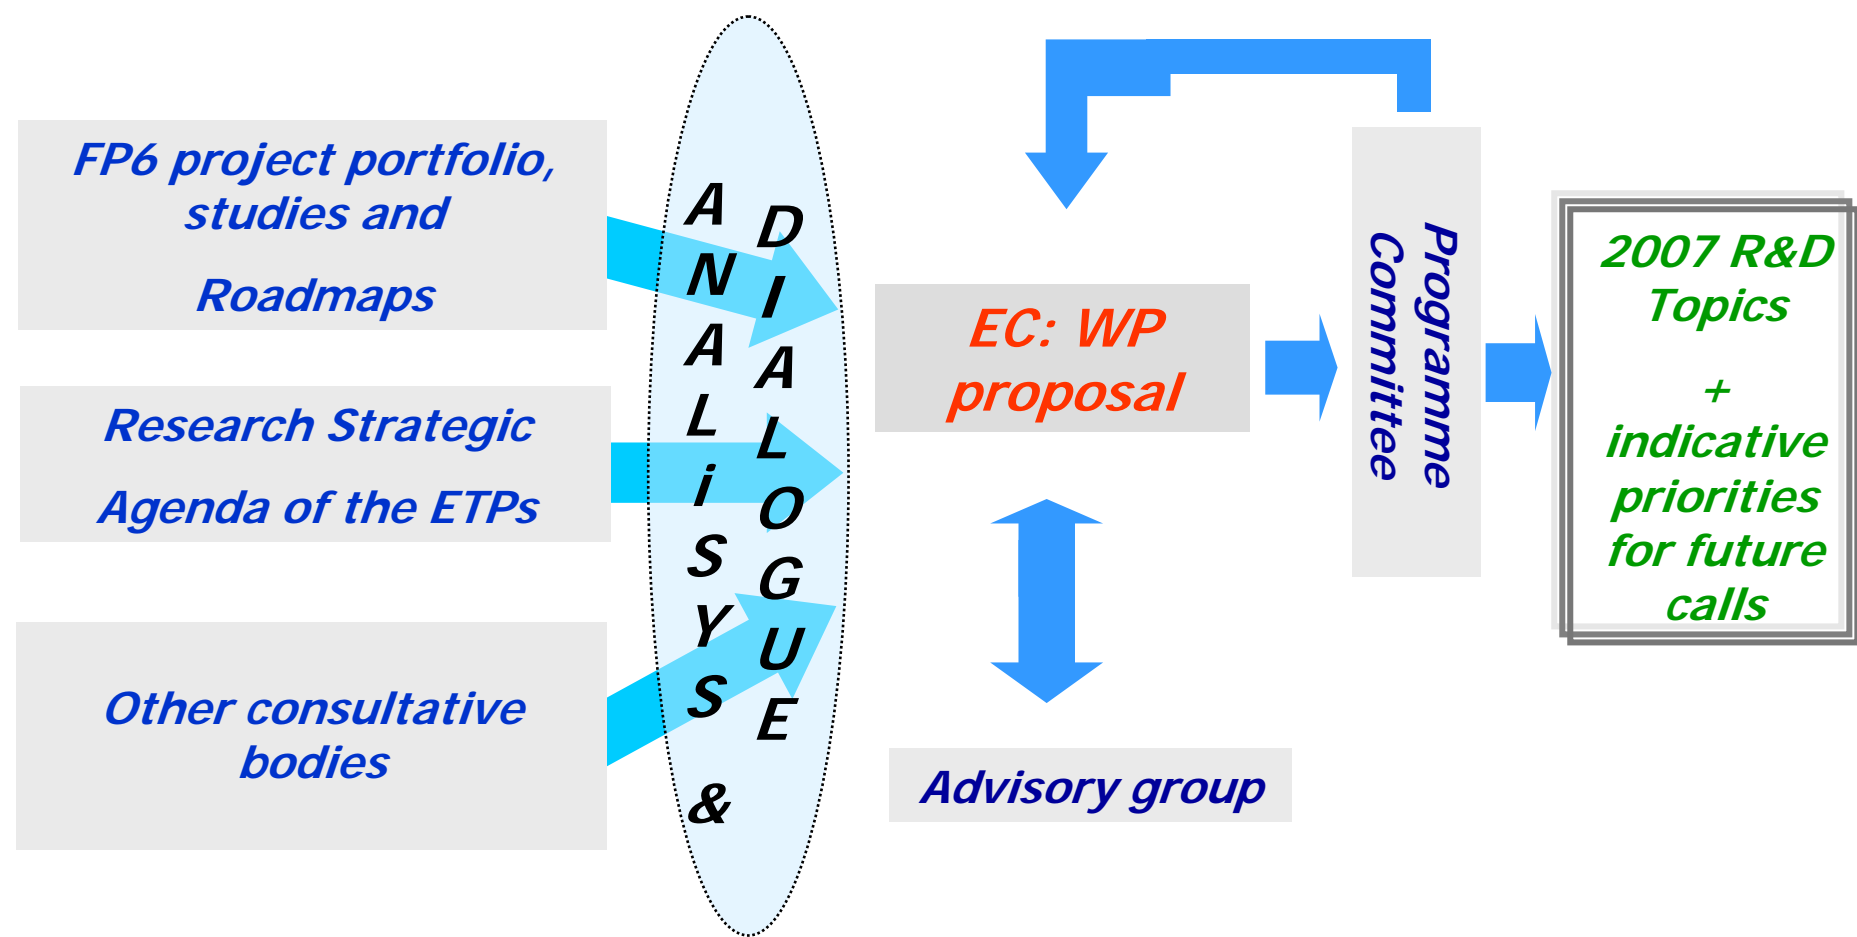 FP6 project portfolio,
studies and
Roadmaps
Research Strategic
Agenda of the ETPs
Other consultative
bodies
ANALiSYS &
DIALOGUE
EC: WP
proposal
Advisory group
Programme
Committee
2007 R&D
Topics
+
indicative
priorities
for future
calls